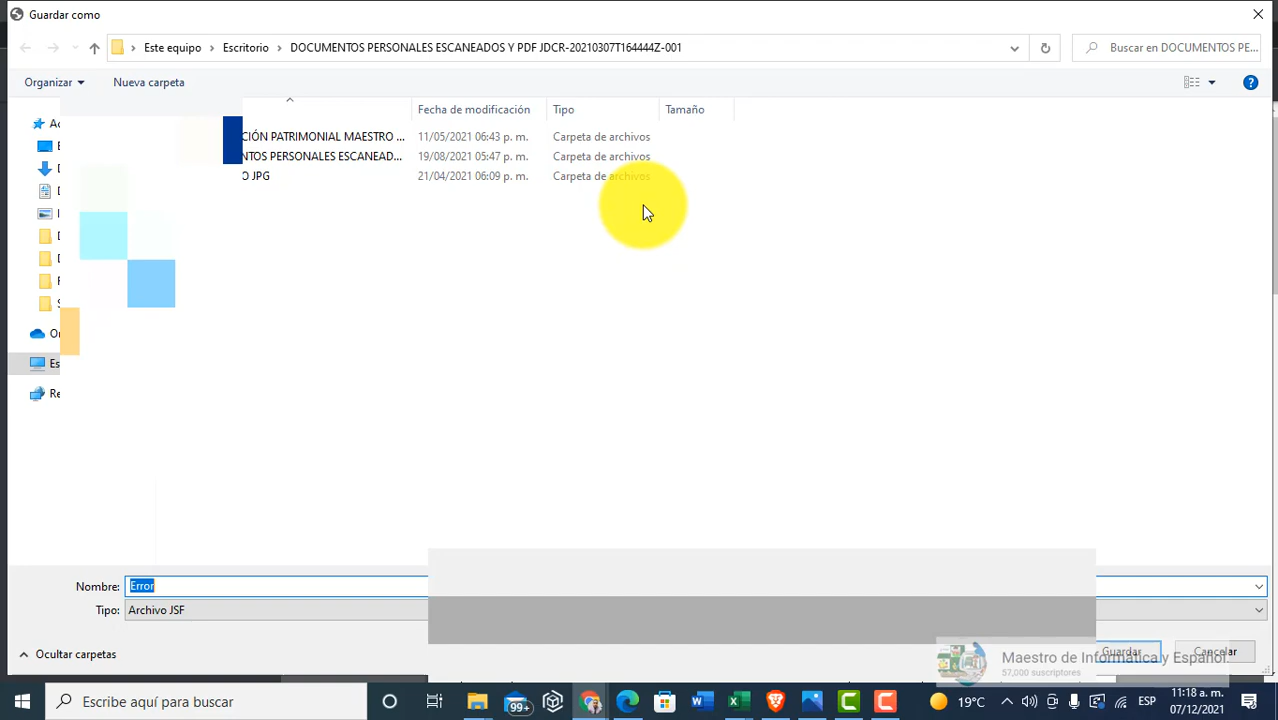 Guardar como
Este equipo > Escritorio > DOCUMENTOS PERSONALES ESCANEADOS Y PDF JDCR-20210307T164444Z-001
Buscar en DOCUMENTOS PE...
Organizar
Nueva carpeta
Fecha de modificación
Tipo
Tamaño
CIÓN PATRIMONIAL MAESTRO ... 11/05/2021 06:43 p. m. Carpeta de archivos
NTOS PERSONALES ESCANEAD... 19/08/2021 05:47 p. m. Carpeta de archivos
O JPG 21/04/2021 06:09 p. m. Carpeta de archivos
Nombre: Error
Tipo: Archivo JSF
Ocultar carpetas
Guardar
Cancelar
Maestro de Informática y Español.
57,000 suscriptores
Escribe aquí para buscar
99+
19°C
ESP
11:18 a. m.
07/12/2021